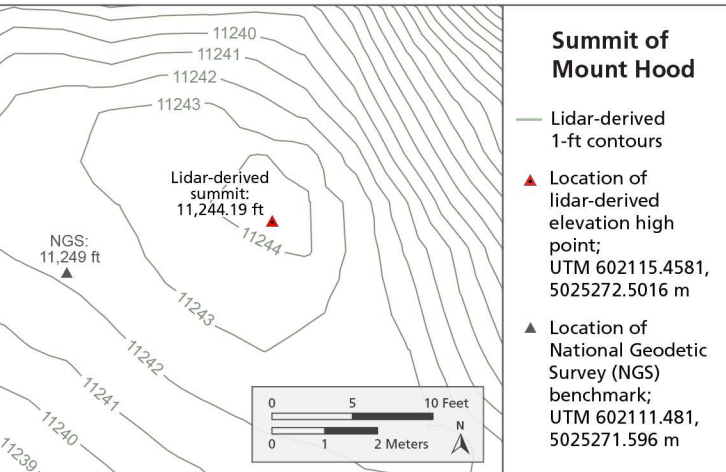 11240
11241
11242
11243
Lidar-derived
summit:
11,244.19 ft
11244
NGS:
11,249 ft
11243
11242
11241
11240
11239
0 5 10 Feet
0 1 2 Meters
N
Summit of
Mount Hood
Lidar-derived
1-ft contours
Location of
lidar-derived
elevation high
point;
UTM 602115.4581,
5025272.5016 m
Location of
National Geodetic
Survey (NGS)
benchmark;
UTM 602111.481,
5025271.596 m